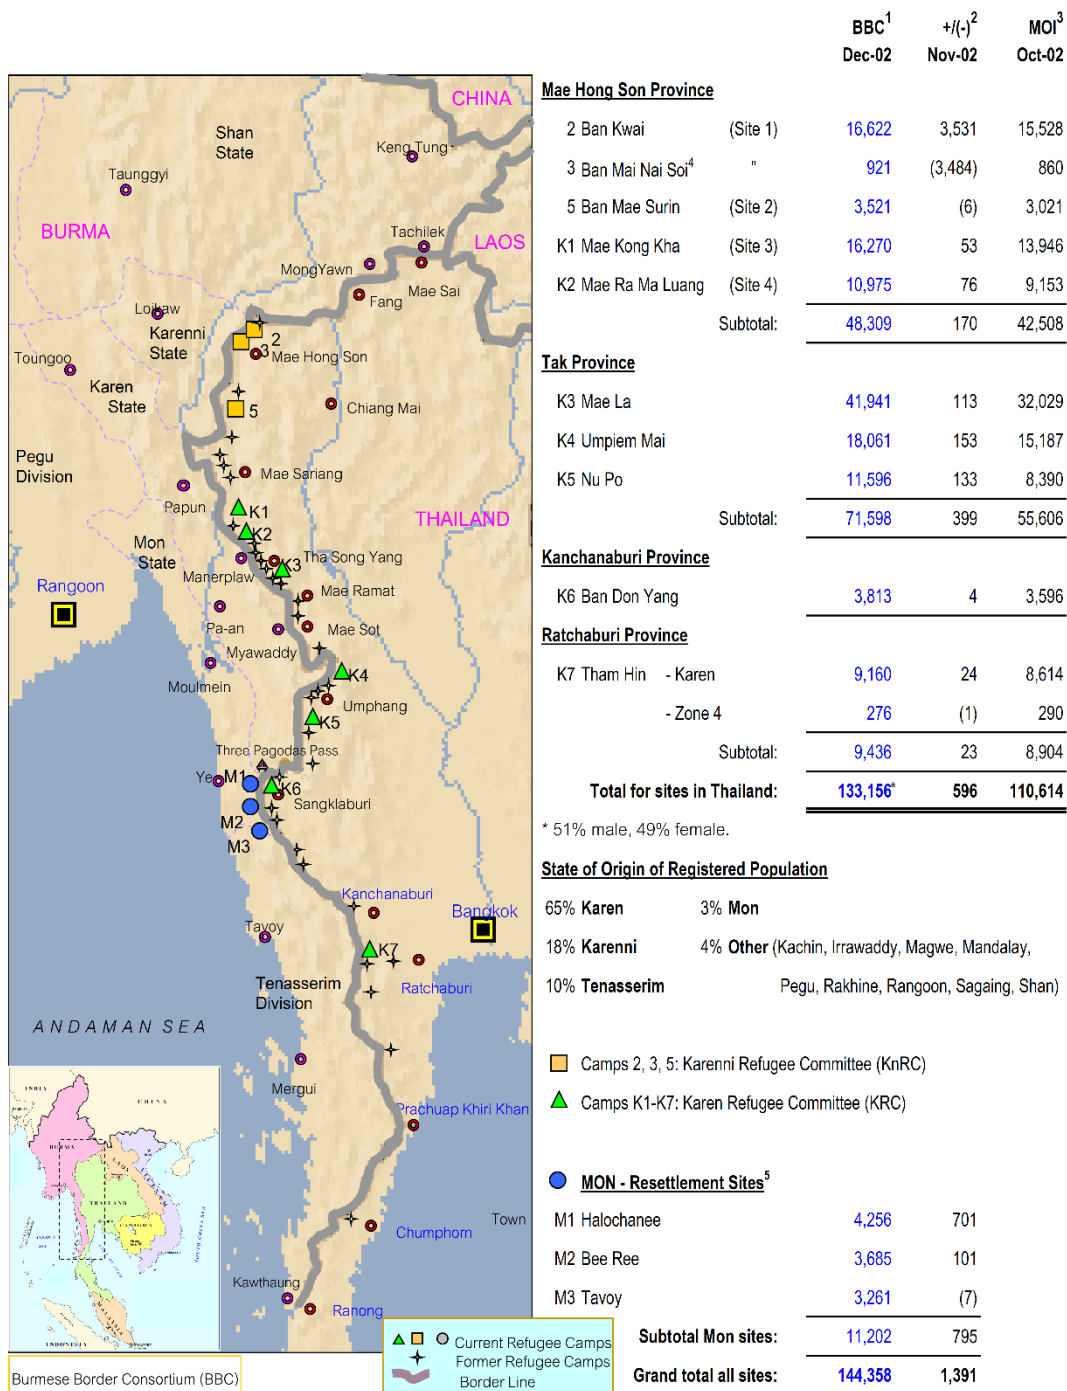 BBC1 +/(-)2 MOI3
Dec-02 Nov-02 Oct-02
Mae Hong Son Province
2 Ban Kwai (Site 1) 16,622 3,531 15,528
3 Ban Mai Nai Soi4 " 921 (3,484) 860
5 Ban Mae Surin (Site 2) 3,521 (6) 3,021
K1 Mae Kong Kha (Site 3) 16,270 53 13,946
K2 Mae Ra Ma Luang (Site 4) 10,975 76 9,153
Subtotal: 48,309 170 42,508
Tak Province
K3 Mae La 41,941 113 32,029
K4 Umpiem Mai 18,061 153 15,187
K5 Nu Po 11,596 133 8,390
Subtotal: 71,598 399 55,606
Kanchanaburi Province
K6 Ban Don Yang 3,813 4 3,596
Ratchaburi Province
K7 Tham Hin - Karen 9,160 24 8,614
- Zone 4 276 (1) 290
Subtotal: 9,436 23 8,904
Total for sites in Thailand: 133,156* 596 110,614
* 51% male, 49% female.
State of Origin of Registered Population
65% Karen 3% Mon
18% Karenni 4% Other (Kachin, Irrawaddy, Magwe, Mandalay,
10% Tenasserim Pegu, Rakhine, Rangoon, Sagaing, Shan)
Camps 2, 3, 5: Karenni Refugee Committee (KnRC)
Camps K1-K7: Karen Refugee Committee (KRC)
MON - Resettlement Sites5
M1 Halochanee 4,256 701
M2 Bee Ree 3,685 101
M3 Tavoy 3,261 (7)
Subtotal Mon sites: 11,202 795
Grand total all sites: 144,358 1,391
CHINA
Shan
State
Keng Tung
Taunggyi
BURMA
Tachilek
LAOS
MongYawn
Mae Sai
Fang
Loikaw
Karenni
State
2
3
Mae Hong Son
Toungoo
Karen
State
Chiang Mai
5
Pegu
Division
Mae Sariang
Papun
K1
THAILAND
K2
Mon
State
Tha Song Yang
K3
Manerplaw
Rangoon
Mae Ramat
Pa-an
Mae Sot
Myawaddy
K4
Moulmein
Umphang
K5
Three Pagodas Pass
Ye
M1
K6
Sangklaburi
M2
M3
Kanchanaburi
Bangkok
Tavoy
K7
Tenasserim
Division
Ratchaburi
ANDAMAN SEA
Mergui
Prachuap Khiri Khan
Town
Chumphorn
Kawthaung
Ranong
INDIA
CHINA
BURMA
LAOS
THAILAND
VIETNAM
CAMBODIA
SOUTH CHINA SEA
MALAYSIA
INDONESIA
Current Refugee Camps
Former Refugee Camps
Border Line
Burmese Border Consortium (BBC)